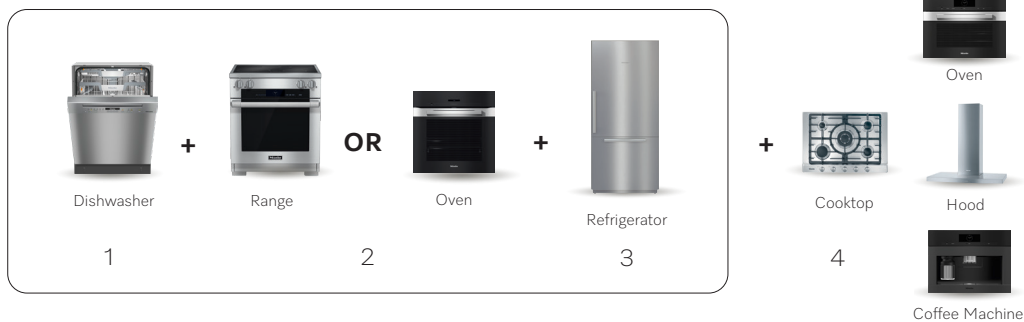 Dishwasher
+
Range
OR
Oven
+
Refrigerator
1
2
3
+
Cooktop
4
Oven
Hood
Coffee Machine